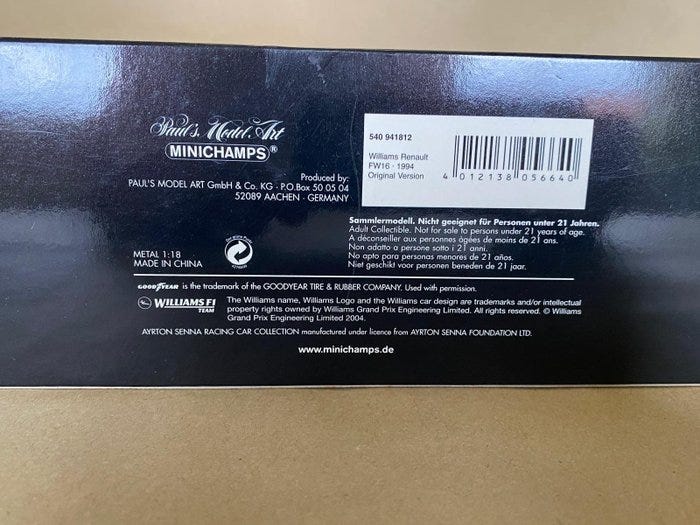 Paul's Model Art
MINICHAMPS®
Produced by:
PAUL'S MODEL ART GmbH & Co. KG · P.O.Box 50 05 04
52089 AACHEN · GERMANY
540 941812
Williams Renault
FW16 · 1994
Original Version
4 012138 056640
Sammlermodell. Nicht geeignet für Personen unter 21 Jahren.
Adult Collectible. Not for sale to persons under 21 years of age.
A déconseiller aux personnes âgées de moins de 21 ans.
Non adatto a persone sotto i 21 anni.
No apto para personas menores de 21 años.
Niet geschikt voor personen beneden de 21 jaar.
METAL 1:18
MADE IN CHINA
GOODYEAR is the trademark of the GOODYEAR TIRE & RUBBER COMPANY. Used with permission.
WILLIAMS F1
TEAM
The Williams name, Williams Logo and the Williams car design are trademarks and/or intellectual
property rights owned by Williams Grand Prix Engineering Limited. All rights reserved. © Williams
Grand Prix Engineering Limited 2004.
AYRTON SENNA RACING CAR COLLECTION manufactured under licence from AYRTON SENNA FOUNDATION LTD.
www.minichamps.de